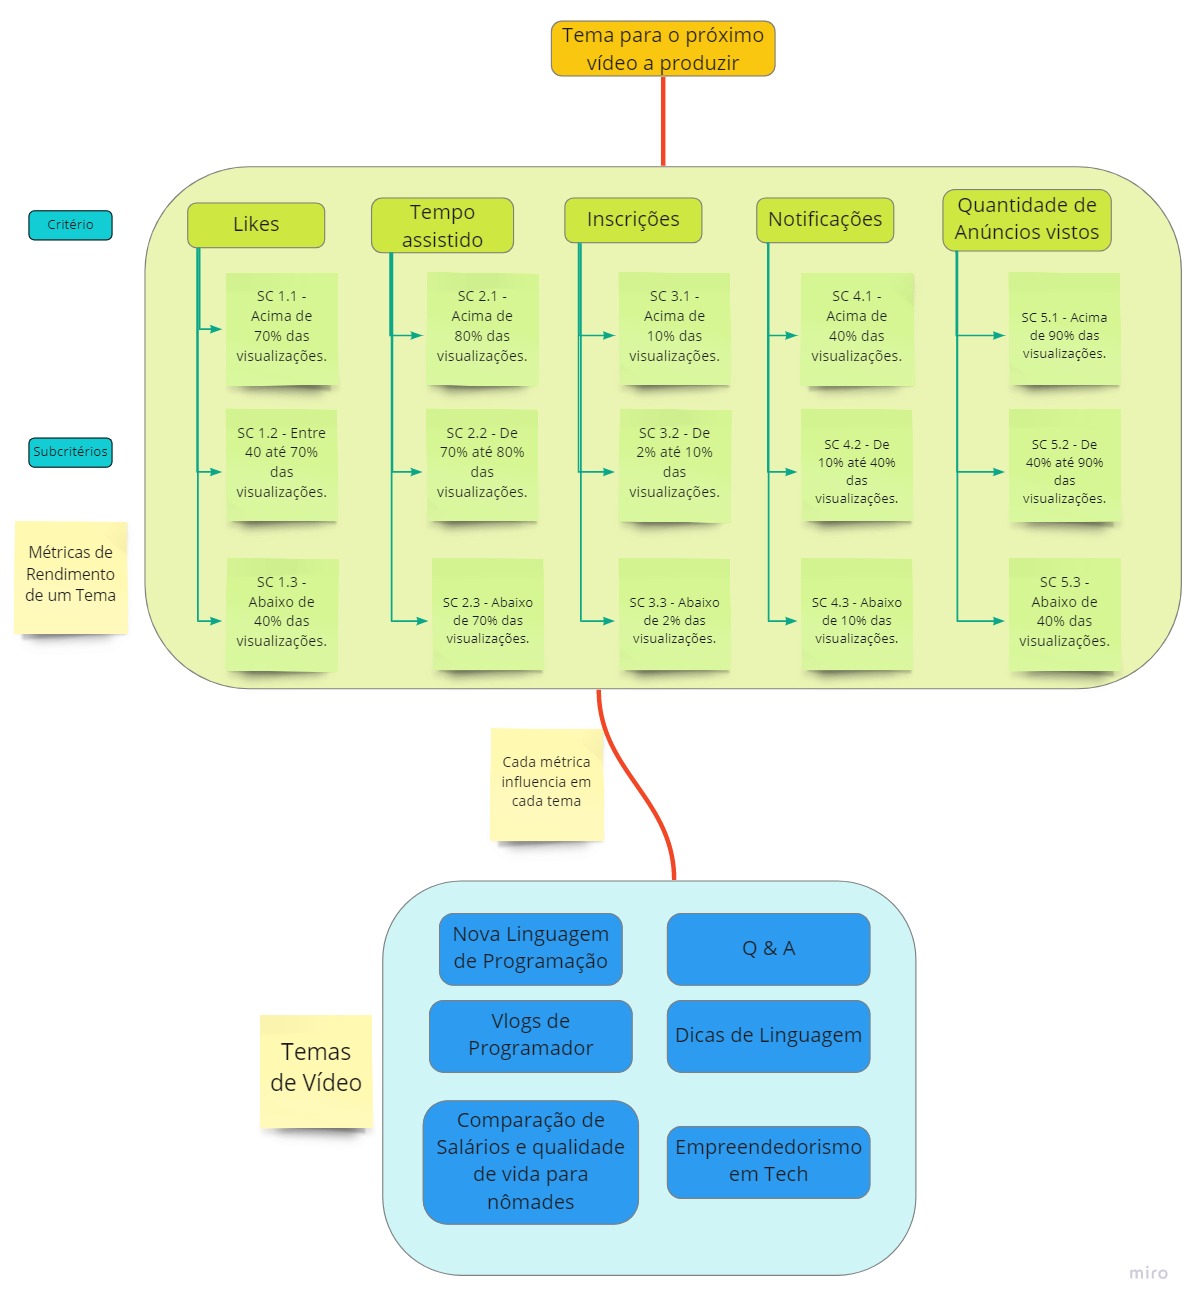 Tema para o próximo
vídeo a produzir
Critério
Likes
Tempo
assistido
Inscrições
Notificações
Quantidade de
Anúncios vistos
SC 1.1 -
Acima de
70% das
visualizações.
SC 2.1 -
Acima de
80% das
visualizações.
SC 3.1 -
Acima de
10% das
visualizações.
SC 4.1 -
Acima de
40% das
visualizações.
SC 5.1 - Acima
de 90% das
visualizações.
Subcritérios
SC 1.2 - Entre
40 até 70%
das
visualizações.
SC 2.2 - De
70% até 80%
das
visualizações.
SC 3.2 - De
2% até 10%
das
visualizações.
SC 4.2 - De
10% até 40%
das
visualizações.
SC 5.2 - De
40% até 90%
das
visualizações.
Métricas de
Rendimento
de um Tema
SC 1.3 -
Abaixo de
40% das
visualizações.
SC 2.3 - Abaixo
de 70% das
visualizações.
SC 3.3 - Abaixo
de 2% das
visualizações.
SC 4.3 - Abaixo
de 10% das
visualizações.
SC 5.3 -
Abaixo de
40% das
visualizações.
Cada métrica
influencia em
cada tema
Temas
de Vídeo
Nova Linguagem
de Programação
Q & A
Vlogs de
Programador
Dicas de Linguagem
Comparação de
Salários e qualidade
de vida para
nômades
Empreendedorismo
em Tech
miro